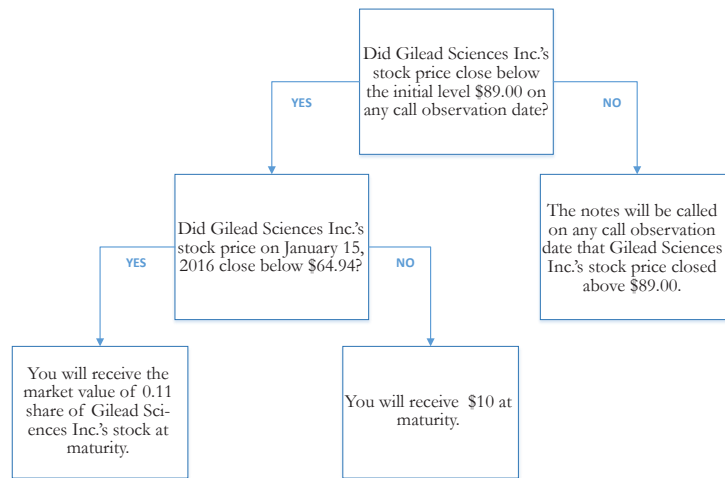 Did Gilead Sciences Inc.'s
stock price close below
the initial level $89.00 on
any call observation date?
YES
NO
Did Gilead Sciences Inc.'s
stock price on January 15,
2016 close below $64.94?
The notes will be called
on any call observation
date that Gilead Sciences
Inc.'s stock price closed
above $89.00.
YES
NO
You will receive the
market value of 0.11
share of Gilead Sci-
ences Inc.'s stock at
maturity.
You will receive $10 at
maturity.